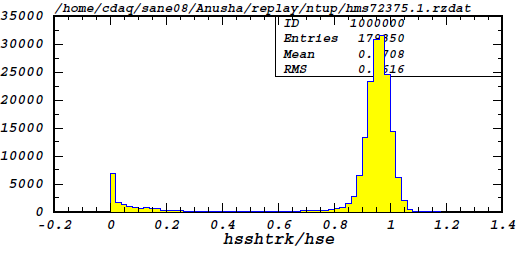 /home/cdaq/sane08/Anusha/replay/ntup/hms72375.1.rzdat
ID 1000000
Entries
Mean
RMS
35000
30000
25000
20000
15000
10000
5000
0
-0.2 0 0.2 0.4 0.6 0.8 1 1.2 1.4
hsshtrk/hse